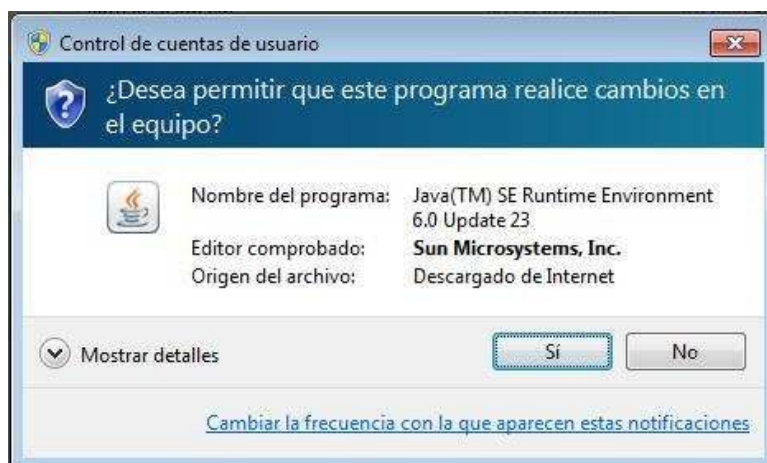 Control de cuentas de usuario
¿Desea permitir que este programa realice cambios en
el equipo?
Nombre del programa: Java(TM) SE Runtime Environment
6.0 Update 23
Editor comprobado: Sun Microsystems, Inc.
Origen del archivo: Descargado de Internet
Mostrar detalles Sí No
Cambiar la frecuencia con la que aparecen estas notificaciones